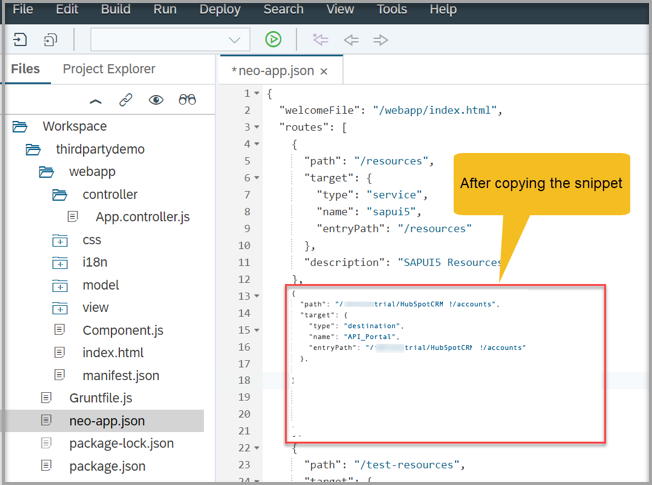 File Edit Build Run Deploy Search View Tools Help
Files Project Explorer
*neo-app.json ×
Workspace
thirdpartydemo
webapp
controller
App.controller.js
css
i18n
model
view
Component.js
index.html
manifest.json
Gruntfile.js
neo-app.json
package-lock.json
package.json
1 {
2 "welcomeFile": "/webapp/index.html",
3 "routes": [
4 {
5 "path": "/resources",
6 "target": {
7 "type": "service",
8 "name": "sapui5",
9 "entryPath": "/resources"
10 },
11 "description": "SAPUI5 Resources
12 },
13 {
"path": "/ trial/HubSpotCRM !/accounts",
14 "target": {
15 "type": "destination",
"name": "API_Portal",
16 "entryPath": "/ trial/HubSpotCRM !/accounts"
17 },
18
19
20
21
22 {
23 "path": "/test-resources",
24 "target": {
After copying the snippet